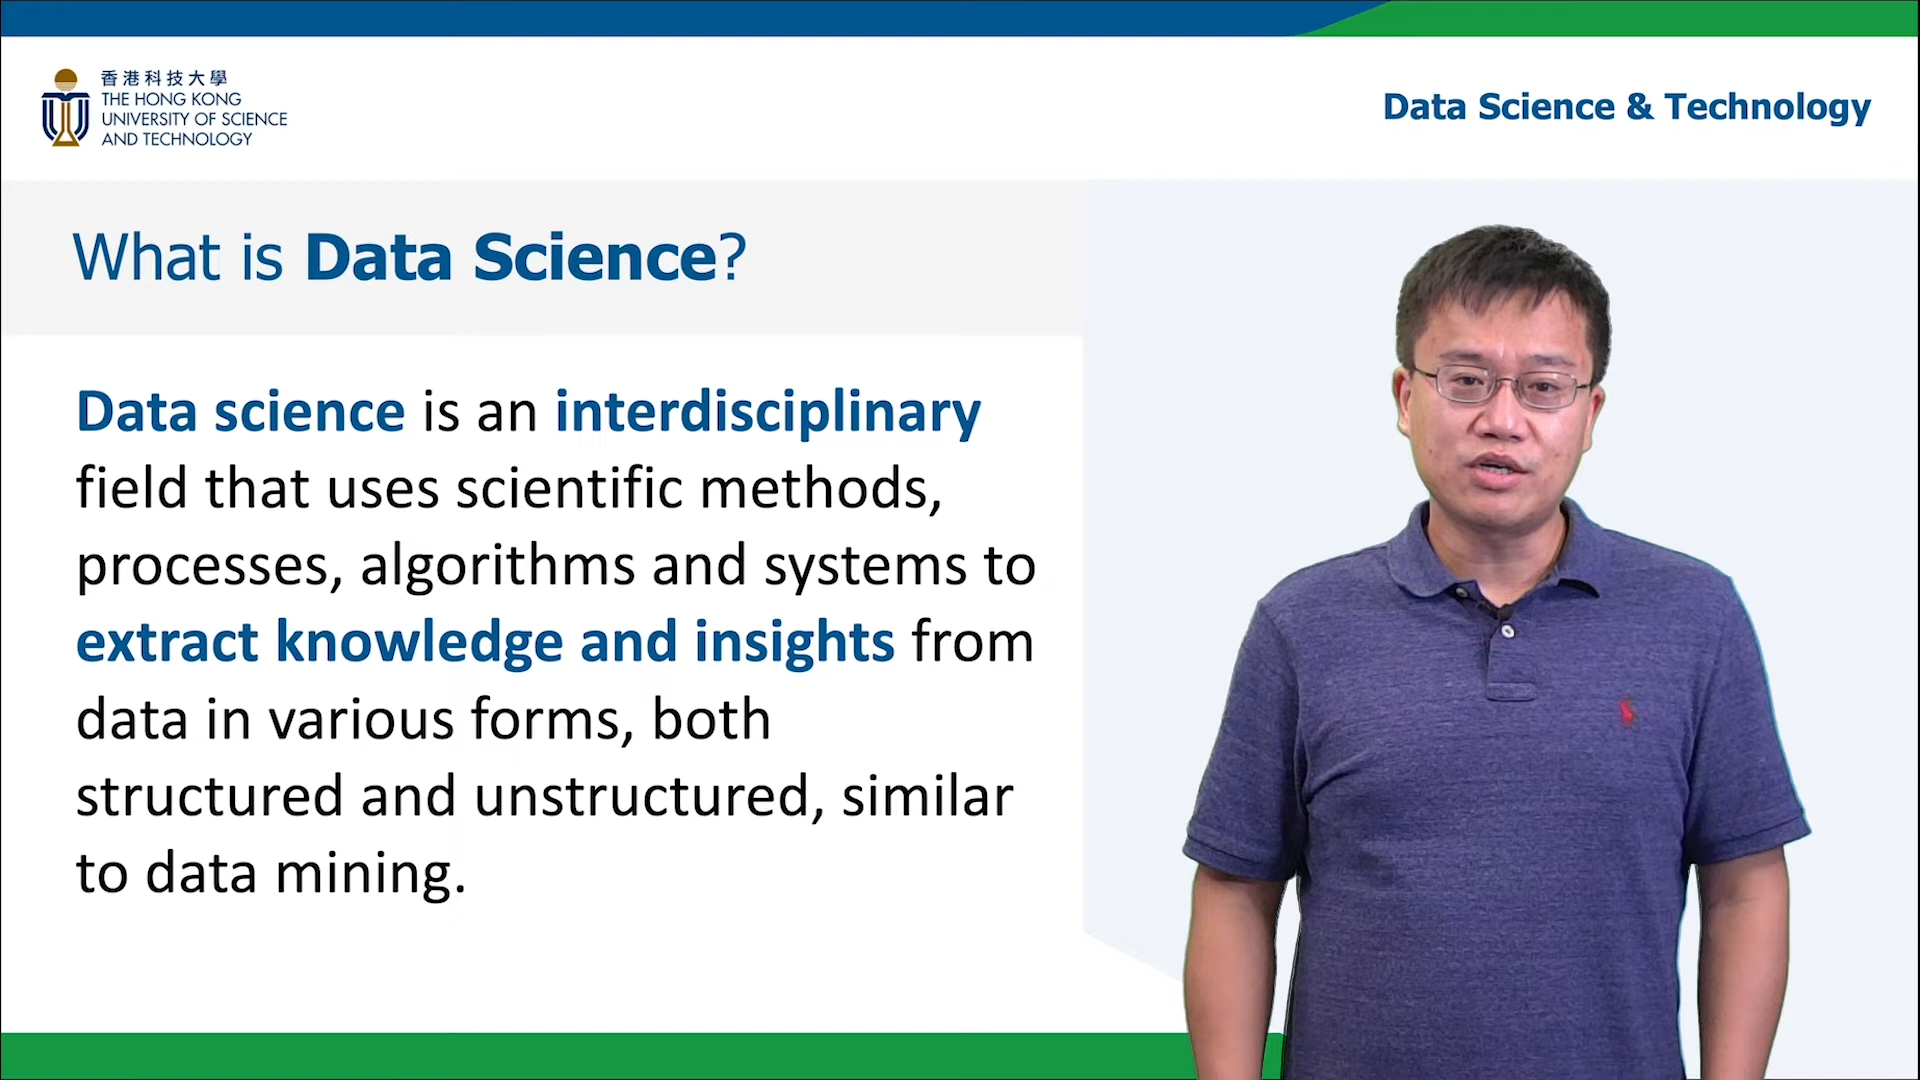 香港科技大學
THE HONG KONG
UNIVERSITY OF SCIENCE
AND TECHNOLOGY
Data Science & Technology
What is Data Science?
Data science is an interdisciplinary
field that uses scientific methods,
processes, algorithms and systems to
extract knowledge and insights from
data in various forms, both
structured and unstructured, similar
to data mining.